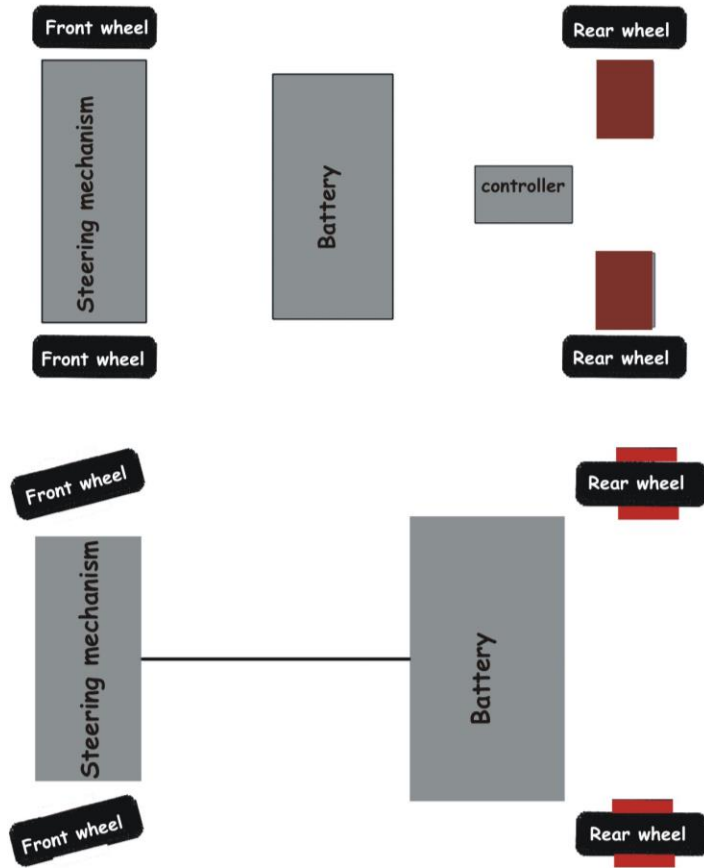 Front wheel
Rear wheel
Steering mechanism
Battery
controller
Front wheel
Rear wheel
Front wheel
Rear wheel
Steering mechanism
Battery
Front wheel
Rear wheel